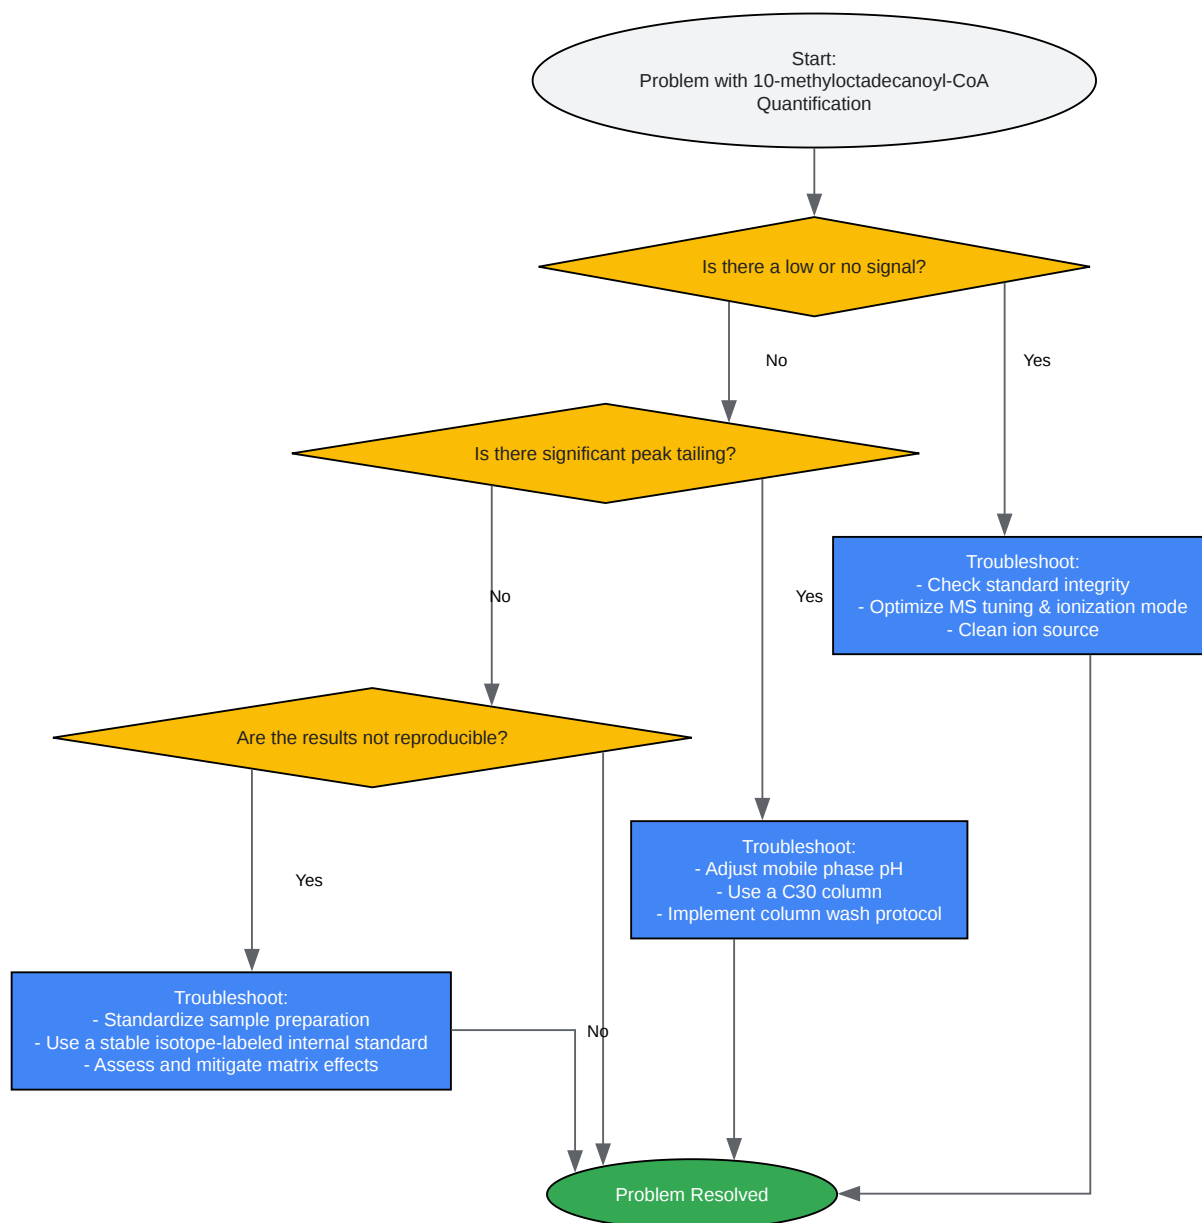 Start:
Problem with 10-methyloctadecanoyl-CoA
Quantification
Is there a low or no signal?
No
Yes
Is there significant peak tailing?
No
Yes
Troubleshoot:
- Check standard integrity
- Optimize MS tuning & ionization mode
- Clean ion source
Are the results not reproducible?
Yes
No
Troubleshoot:
- Adjust mobile phase pH
- Use a C30 column
- Implement column wash protocol
Troubleshoot:
- Standardize sample preparation
- Use a stable isotope-labeled internal standard
- Assess and mitigate matrix effects
Problem Resolved